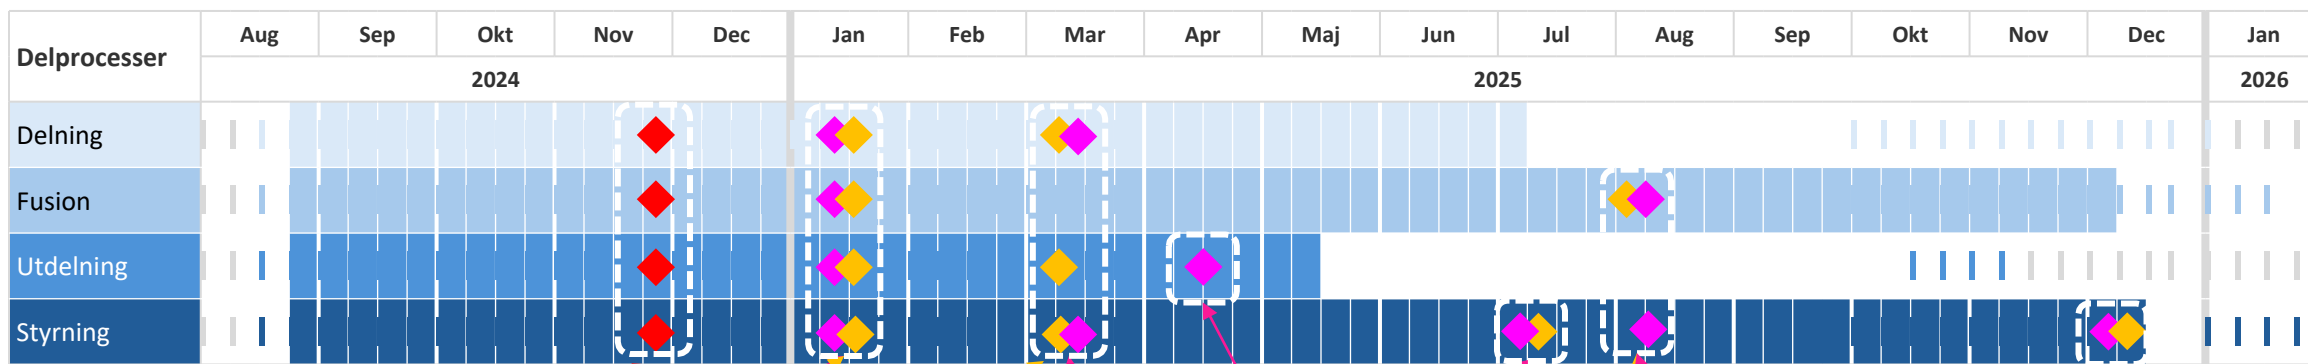 Delprocesser
Aug Sep Okt Nov Dec Jan Feb Mar Apr Maj Jun Jul Aug Sep Okt Nov Dec Jan
2024 2025 2026
Delning
Fusion
Utdelning
Styrning